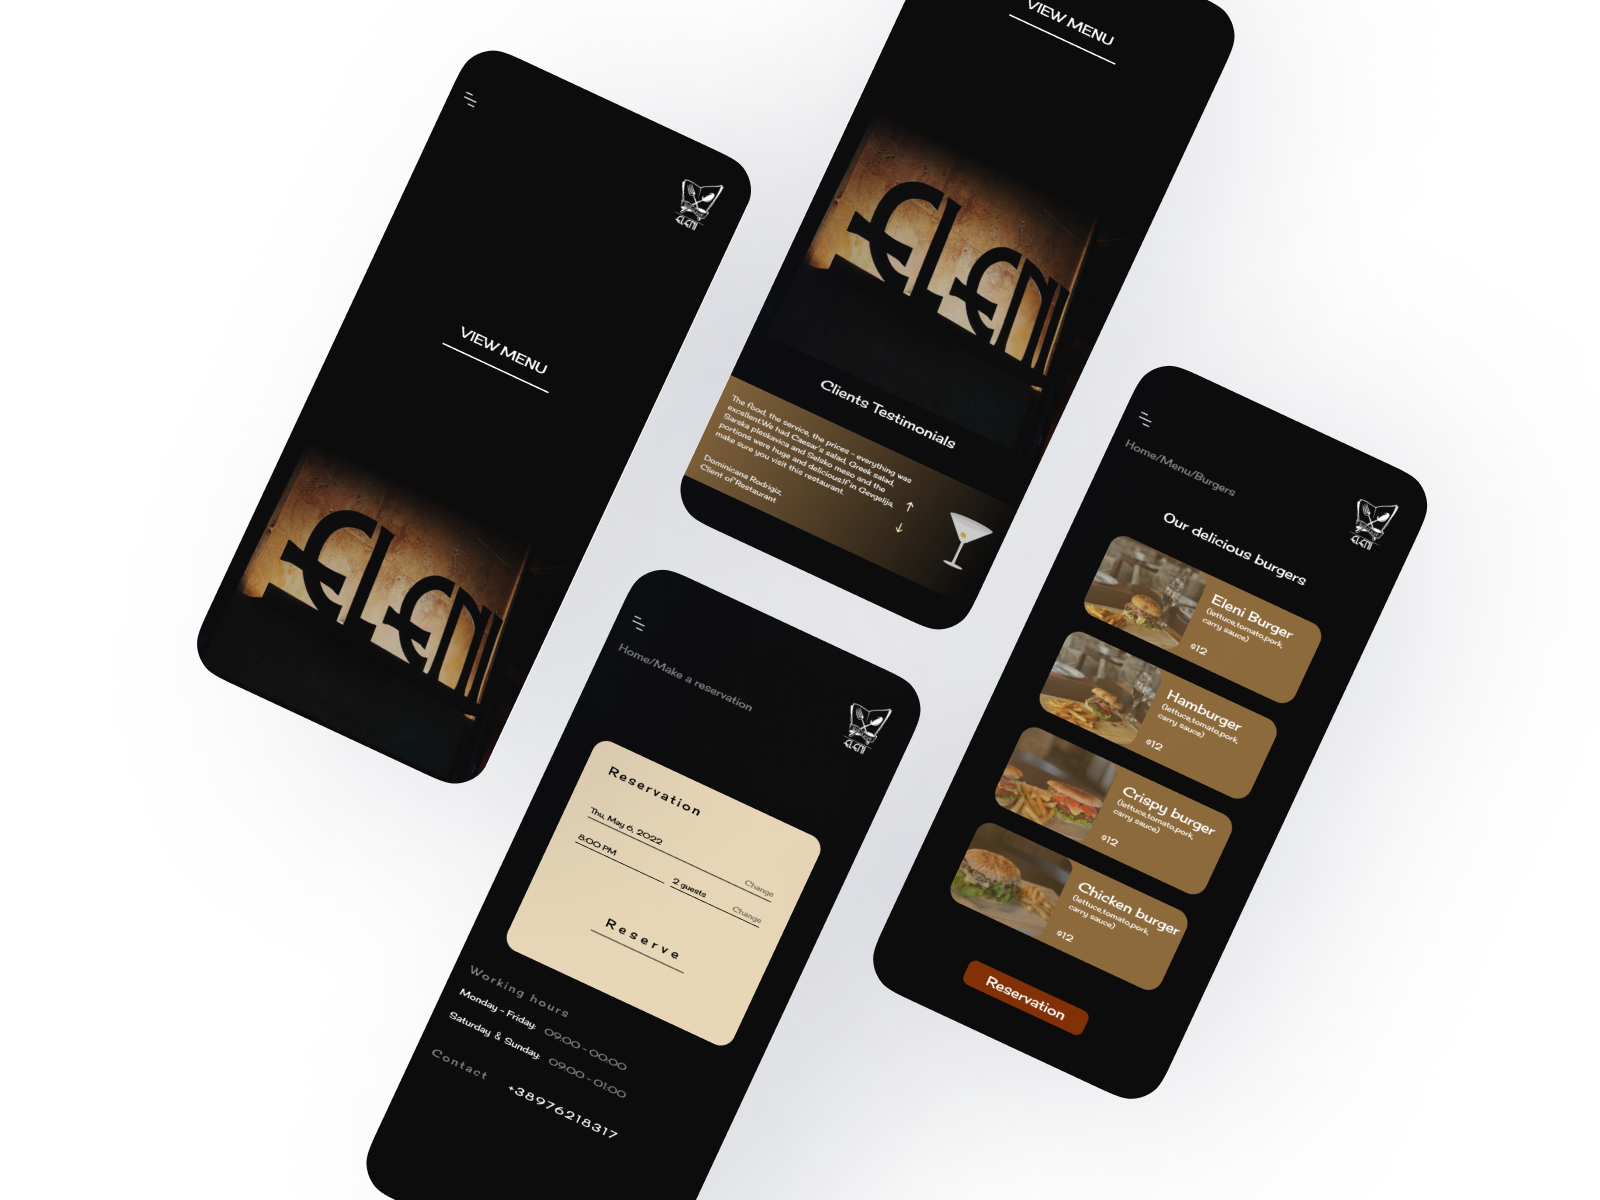 ELENI
VIEW MENU
ELENI
VIEW MENU
ELENI
Clients Testimonials
The food, the service, the prices - everything was
excellent.We had Caesar's salad, Greek salad,
Sarska pleskavica and Selsko meso and the
portions were huge and delicious.If in Gevgelija,
make sure you visit this restaurant.
Dominicana Rodrigiz,
Client of Restaurant
Home/Make a reservation
ELENI
Reservation
Thu, May 6, 2022
Change
8:00 PM
2 guests
Change
Reserve
Working hours
Monday - Friday: 09:00 - 00:00
Saturday & Sunday: 09:00 - 01:00
Contact
+38976218317
Home/Menu/Burgers
ELENI
Our delicious burgers
Eleni Burger
(lettuce,tomato,pork,
carry sauce)
$12
Hamburger
(lettuce,tomato,pork,
carry sauce)
$12
Crispy burger
(lettuce,tomato,pork,
carry sauce)
$12
Chicken burger
(lettuce,tomato,pork,
carry sauce)
$12
Reservation